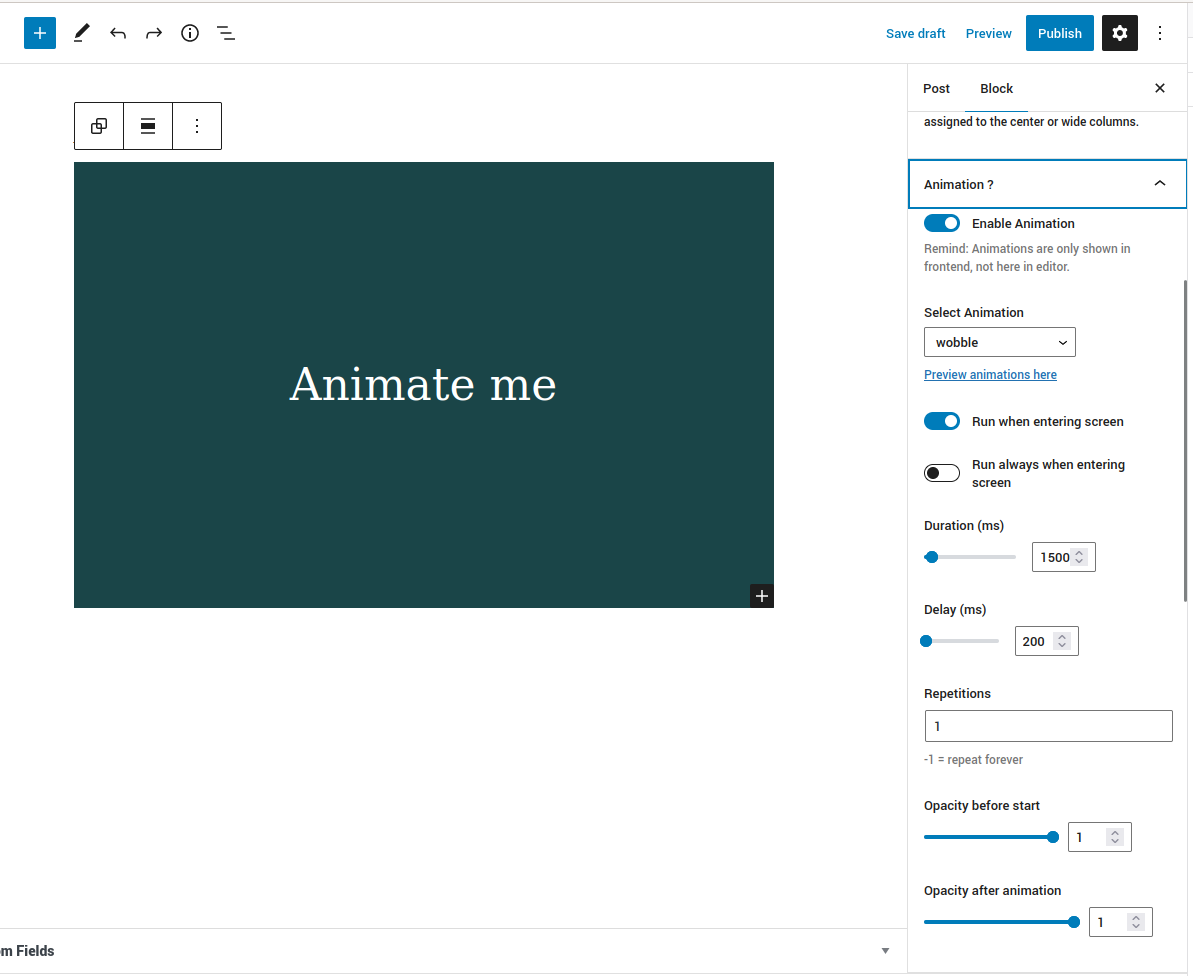 Save draft
Preview
Publish
Post
Block
assigned to the center or wide columns.
Animation ?
Enable Animation
Remind: Animations are only shown in
frontend, not here in editor.
Select Animation
wobble
Preview animations here
Run when entering screen
Run always when entering
screen
Duration (ms)
1500
Delay (ms)
200
Repetitions
1
-1 = repeat forever
Opacity before start
1
Opacity after animation
1
Animate me
m Fields